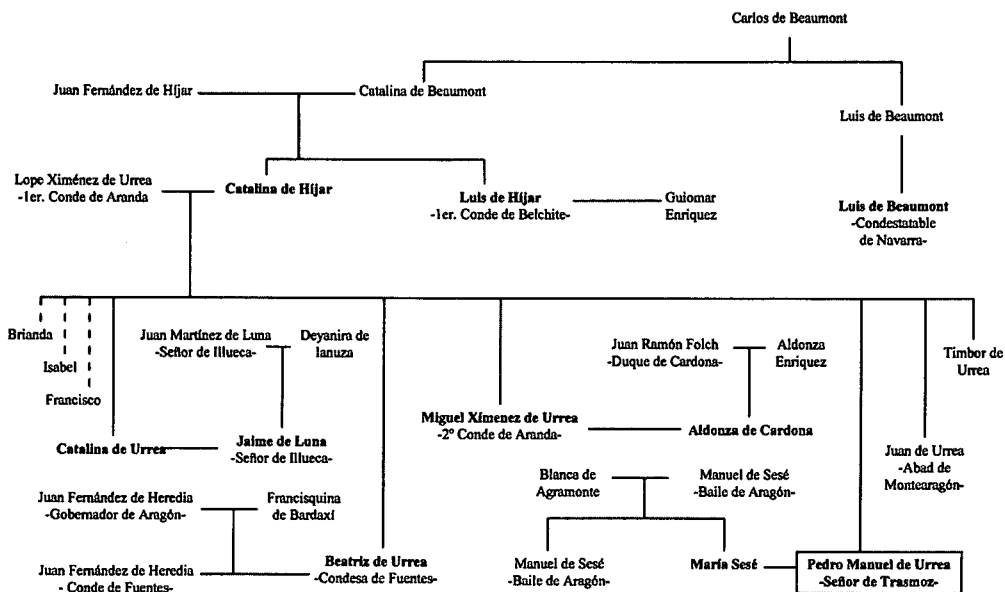 Carlos de Beaumont
Juan Fernández de Híjar
Catalina de Beaumont
Luis de Beaumont
Lope Ximénez de Urrea
-1er. Conde de Aranda
Catalina de Híjar
Luis de Híjar
-1er. Conde de Belchite-
Guiomar
Enriquez
Luis de Beaumont
-Condestatable
de Navarra-
Brianda
Isabel
Francisco
Juan Martínez de Luna
-Señor de Illueca-
Deyanira de
lanuza
Juan Ramón Folch
-Duque de Cardona-
Aldonza
Enriquez
Timbor de
Urrea
Catalina de Urrea
Jaime de Luna
-Señor de Illueca-
Miguel Xímenez de Urrea
-2º Conde de Aranda-
Aldonza de Cardona
Juan de Urrea
-Abad de
Montearagón-
Juan Fernández de Heredia
-Gobernador de Aragón-
Francisquina
de Bardaxí
Blanca de
Agramonte
Manuel de Sesé
-Baile de Aragón-
Juan Fernández de Heredia
- Conde de Fuentes-
Beatriz de Urrea
-Condesa de Fuentes-
Manuel de Sesé
-Baile de Aragón-
María Sesé
Pedro Manuel de Urrea
-Señor de Trasmoz-